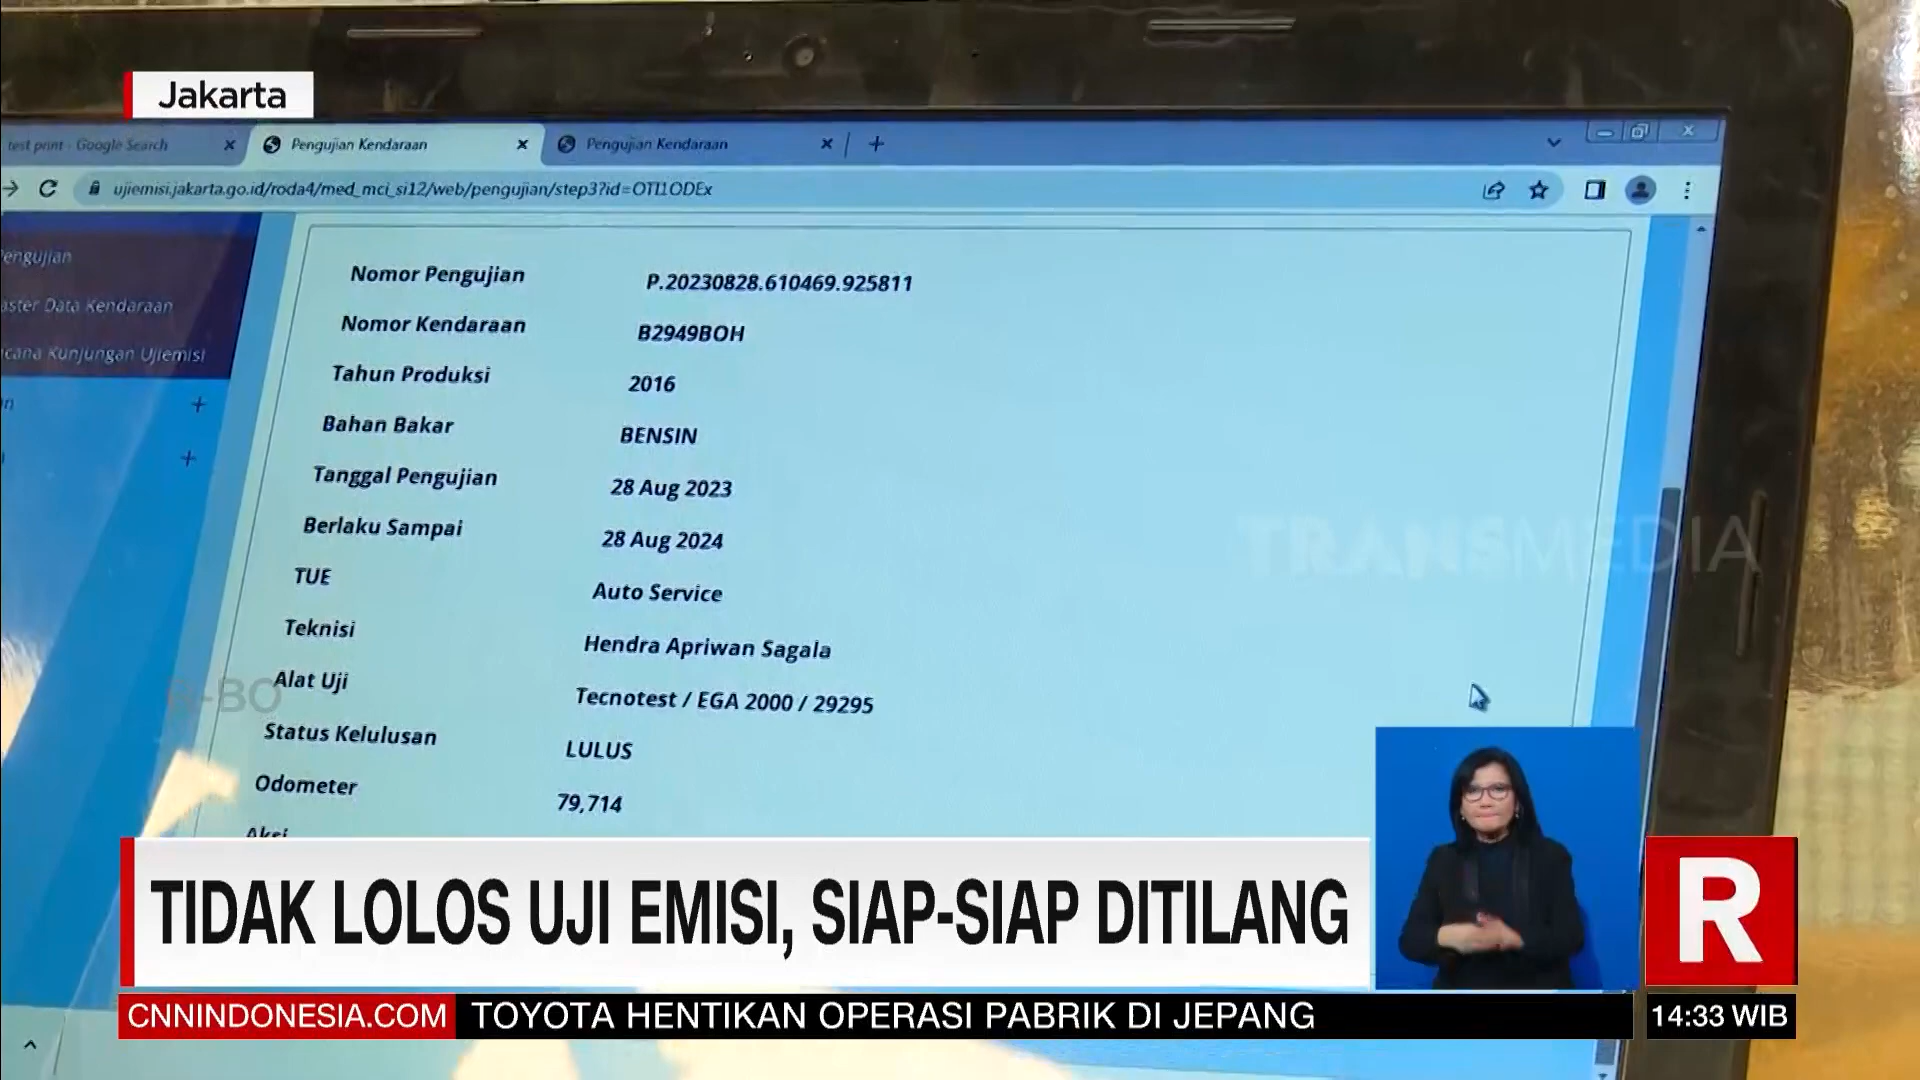 Jakarta
test print - Google Search
Pengujian Kendaraan
Pengujian Kendaraan
ujiemisi.jakarta.go.id/roda4/med_mci_si12/web/pengujian/step3?id=OTI1ODEx
Pengujian
aster Data Kendaraan
cana Kunjungan Ujiemisi
Nomor Pengujian P.20230828.610469.925811
Nomor Kendaraan B2949BOH
Tahun Produksi 2016
Bahan Bakar BENSIN
Tanggal Pengujian 28 Aug 2023
Berlaku Sampai 28 Aug 2024
TUE Auto Service
Teknisi Hendra Apriwan Sagala
Alat Uji Tecnotest / EGA 2000 / 29295
Status Kelulusan LULUS
Odometer 79,714
Aksi
TRANSMEDIA
R-BO
TIDAK LOLOS UJI EMISI, SIAP-SIAP DITILANG
R
CNNINDONESIA.COM TOYOTA HENTIKAN OPERASI PABRIK DI JEPANG
14:33 WIB